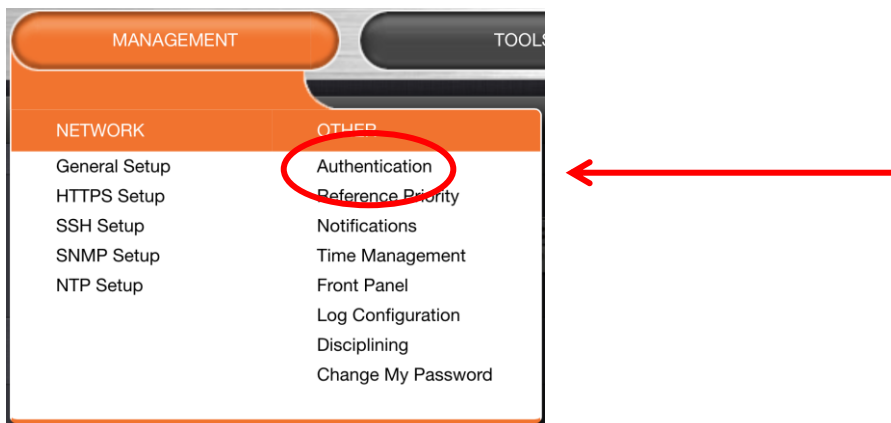 MANAGEMENT
TOOLS
NETWORK
OTHER
General Setup
HTTPS Setup
SSH Setup
SNMP Setup
NTP Setup
Authentication
Reference Priority
Notifications
Time Management
Front Panel
Log Configuration
Disciplining
Change My Password